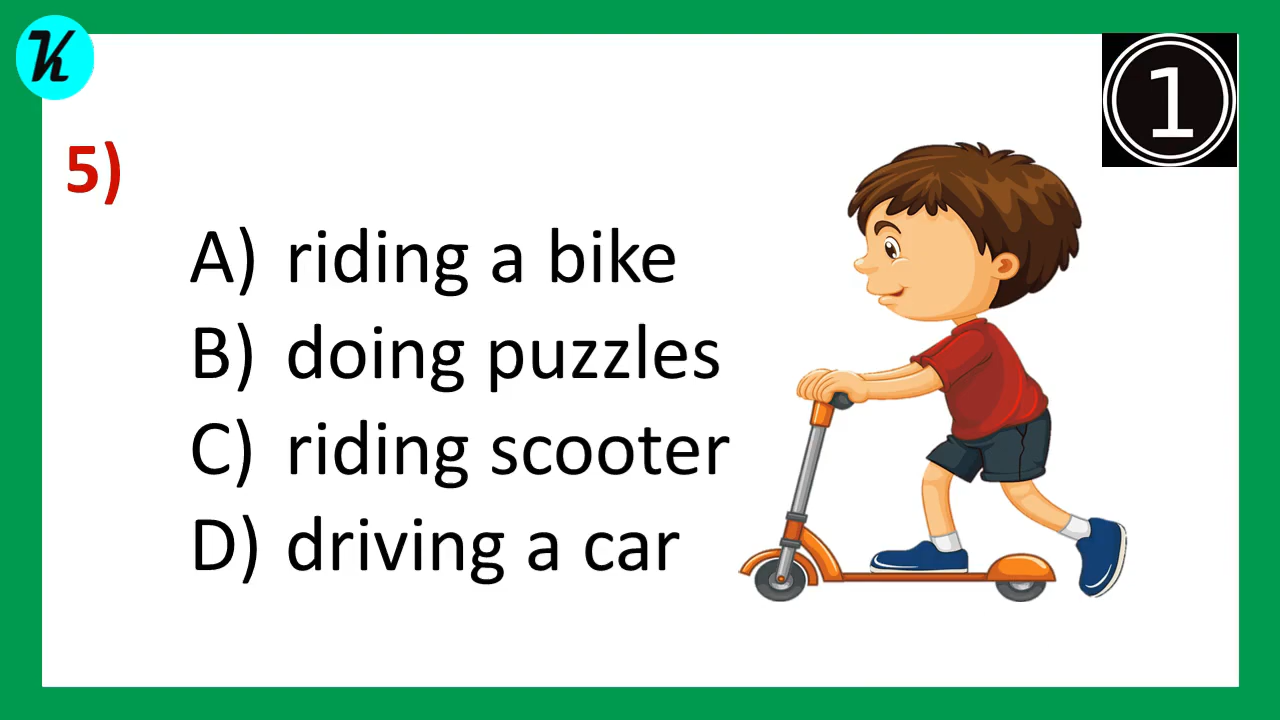 K
1
5)
A) riding a bike
B) doing puzzles
C) riding scooter
D) driving a car